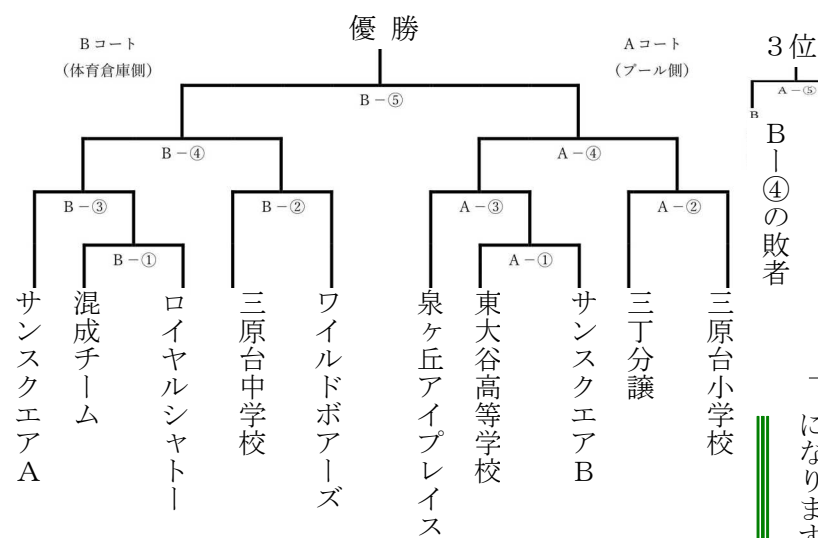 優 勝
Bコート
（体育倉庫側）
Aコート
（プール側）
3位
B－⑤
A－⑤
B－④
A－④
B
B－③
B－②
A－③
A－②
B－①
A－①
B－④の敗者
サンスクエアA
混成チーム
ロイヤルシャトー
三原台中学校
ワイルドボアーズ
泉ヶ丘アイプレイス
東大谷高等学校
サンスクエアB
三丁分譲
三原台小学校
になります